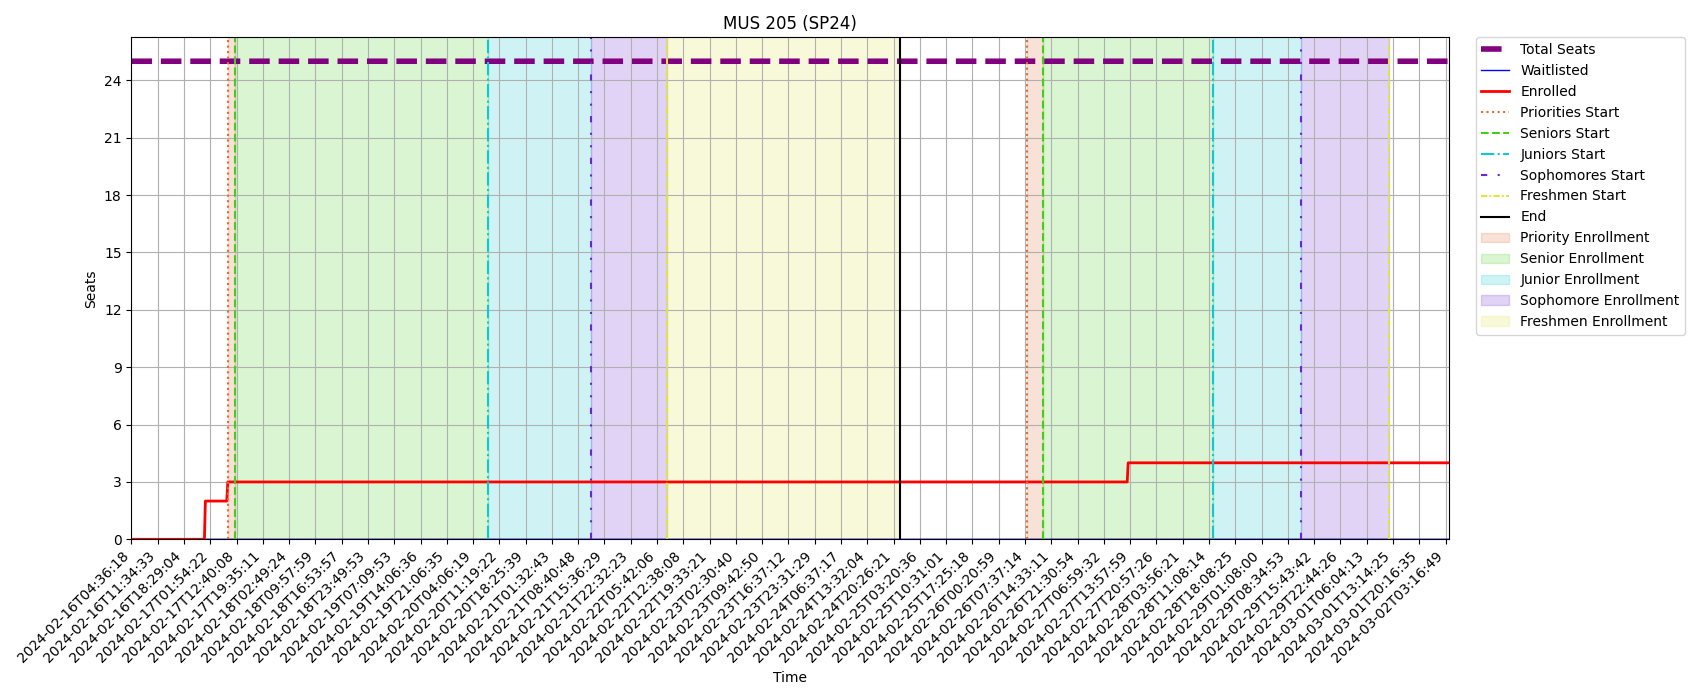 MUS 205 (SP24)
Total Seats
Waitlisted
Enrolled
Priorities Start
Seniors Start
Juniors Start
Sophomores Start
Freshmen Start
End
Priority Enrollment
Senior Enrollment
Junior Enrollment
Sophomore Enrollment
Freshmen Enrollment
Seats
24
21
18
15
12
9
6
3
0
2024-02-16T04:36:18
2024-02-16T11:34:33
2024-02-16T18:29:04
2024-02-17T01:54:22
2024-02-17T12:40:08
2024-02-17T19:35:11
2024-02-18T02:49:24
2024-02-18T09:57:59
2024-02-18T16:53:57
2024-02-18T23:49:53
2024-02-19T07:09:53
2024-02-19T14:06:36
2024-02-19T21:06:35
2024-02-20T04:06:19
2024-02-20T11:19:22
2024-02-20T18:25:39
2024-02-21T01:32:43
2024-02-21T08:40:48
2024-02-21T15:36:29
2024-02-21T22:32:23
2024-02-22T05:42:06
2024-02-22T12:38:08
2024-02-22T19:33:21
2024-02-23T02:30:40
2024-02-23T09:42:50
2024-02-23T16:37:12
2024-02-23T23:31:29
2024-02-24T06:37:17
2024-02-24T13:32:04
2024-02-24T20:26:21
2024-02-25T03:20:36
2024-02-25T10:31:01
2024-02-25T17:25:18
2024-02-26T00:20:59
2024-02-26T07:37:14
2024-02-26T14:33:11
2024-02-26T21:30:54
2024-02-27T06:59:32
2024-02-27T13:57:59
2024-02-27T20:57:26
2024-02-28T03:56:21
2024-02-28T11:08:14
2024-02-28T18:08:25
2024-02-29T01:08:00
2024-02-29T08:34:53
2024-02-29T15:43:42
2024-02-29T22:44:26
2024-03-01T06:04:13
2024-03-01T13:14:25
2024-03-01T20:16:35
2024-03-02T03:16:49
Time